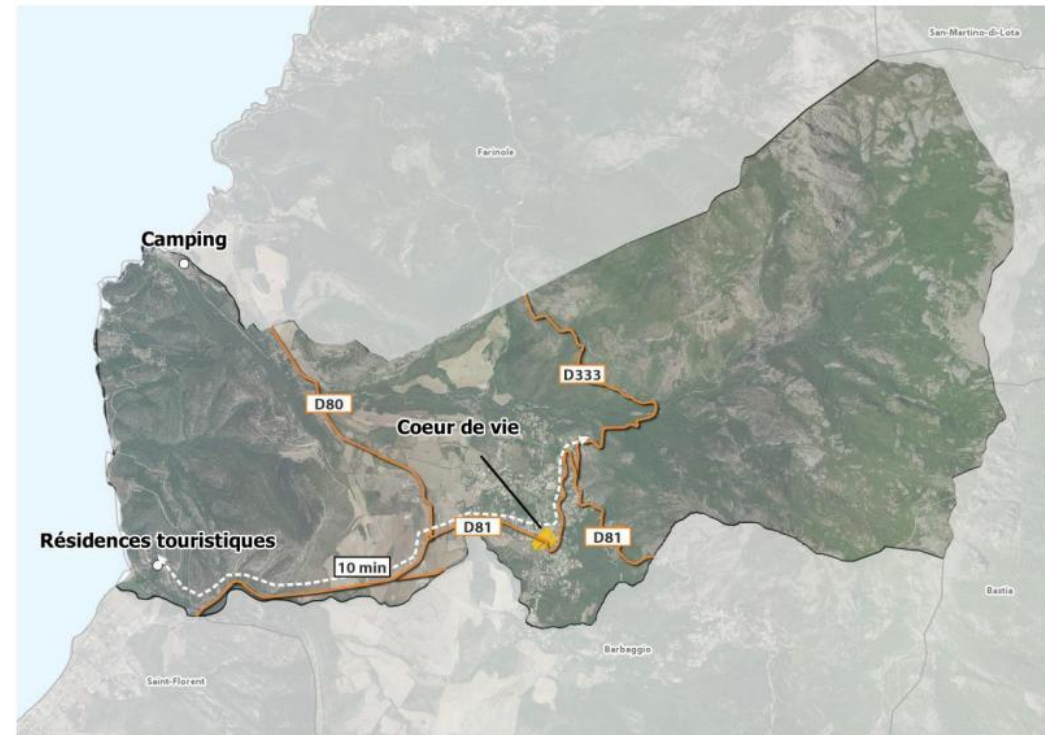 San-Martino-di-Lota
Farinole
Camping
D333
D80
Coeur de vie
D81
D81
Résidences touristiques
10 min
Bastia
Barbaggio
Saint-Florent